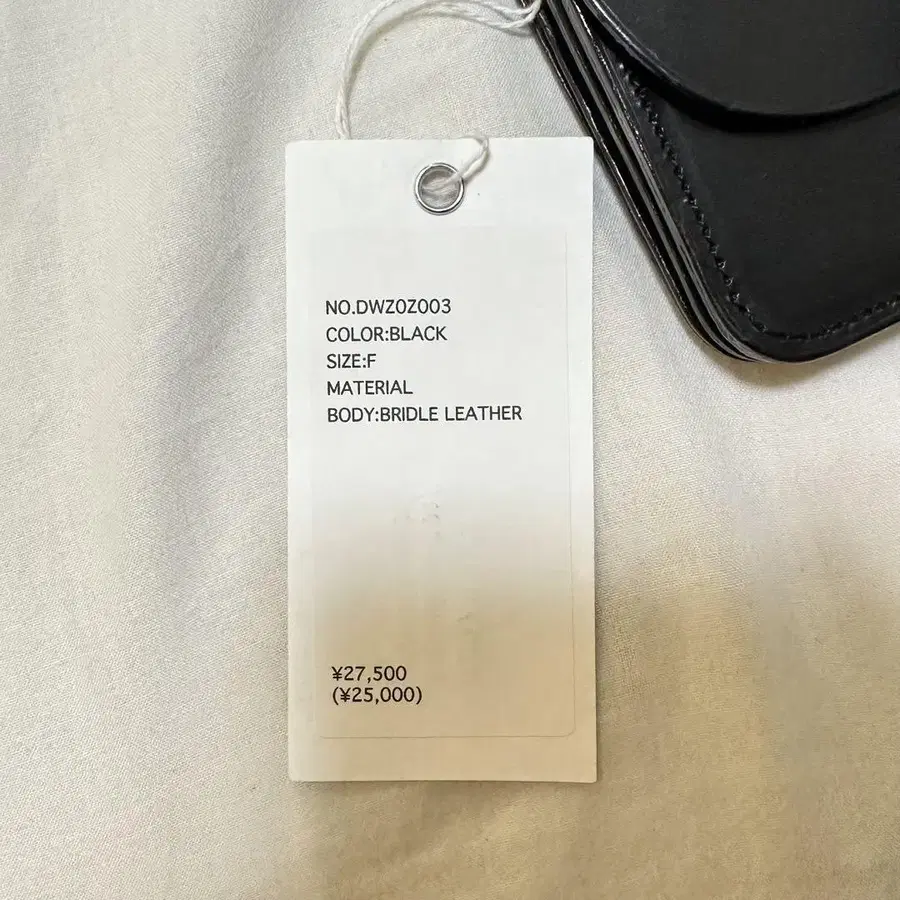 NO.DWZ0Z003
COLOR:BLACK
SIZE:F
MATERIAL
BODY:BRIDLE LEATHER
¥27,500
(¥25,000)